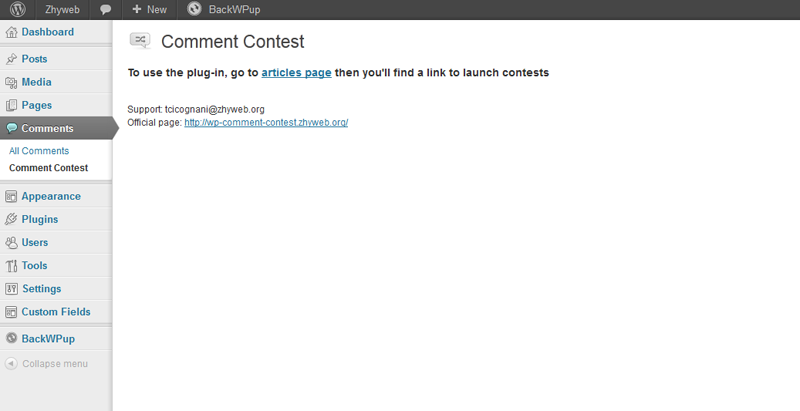 Zhyweb
New
BackWPup
Dashboard
Posts
Media
Pages
Comments
All Comments
Comment Contest
Appearance
Plugins
Users
Tools
Settings
Custom Fields
BackWPup
Collapse menu
Comment Contest
To use the plug-in, go to articles page then you'll find a link to launch contests
Support: tcicognani@zhyweb.org
Official page: http://wp-comment-contest.zhyweb.org/